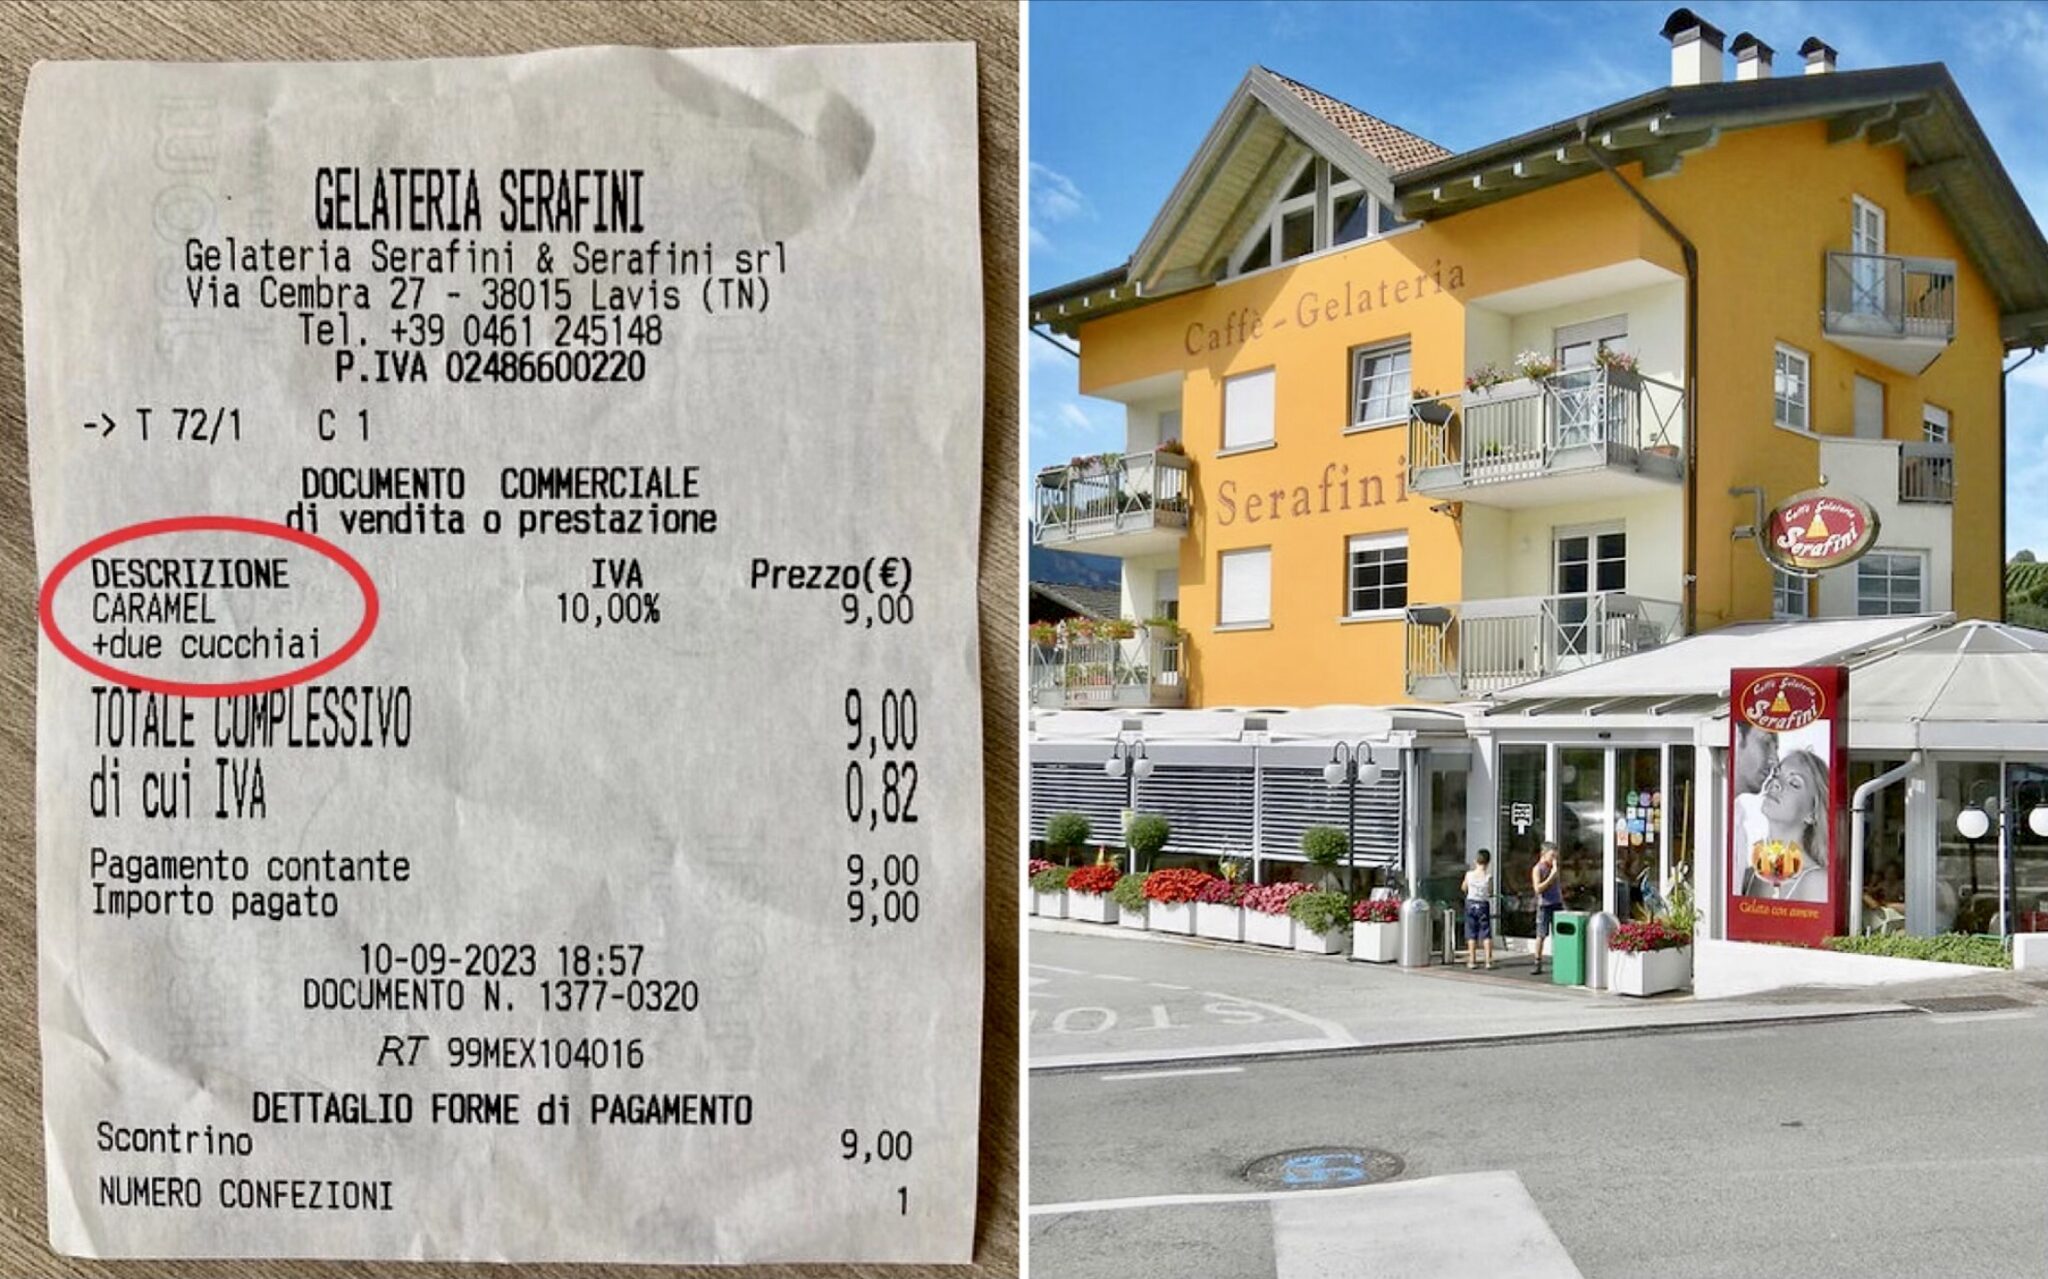 GELATERIA SERAFINI
Gelateria Serafini & Serafini srl
Via Cembra 27 - 38015 Lavis (TN)
Tel. +39 0461 245148
P.IVA 02486600220
-> T 72/1 C 1
DOCUMENTO COMMERCIALE
di vendita o prestazione
DESCRIZIONE IVA Prezzo(€)
CARAMEL 10,00% 9,00
+due cucchiai
TOTALE COMPLESSIVO 9,00
di cui IVA 0,82
Pagamento contante 9,00
Importo pagato 9,00
10-09-2023 18:57
DOCUMENTO N. 1377-0320
RT 99MEX104016
DETTAGLIO FORME di PAGAMENTO
Scontrino 9,00
NUMERO CONFEZIONI 1
Caffè-Gelateria
Serafini
Caffè Gelateria
Serafini
Caffè Gelateria
Serafini
Gelato con amore
STOP